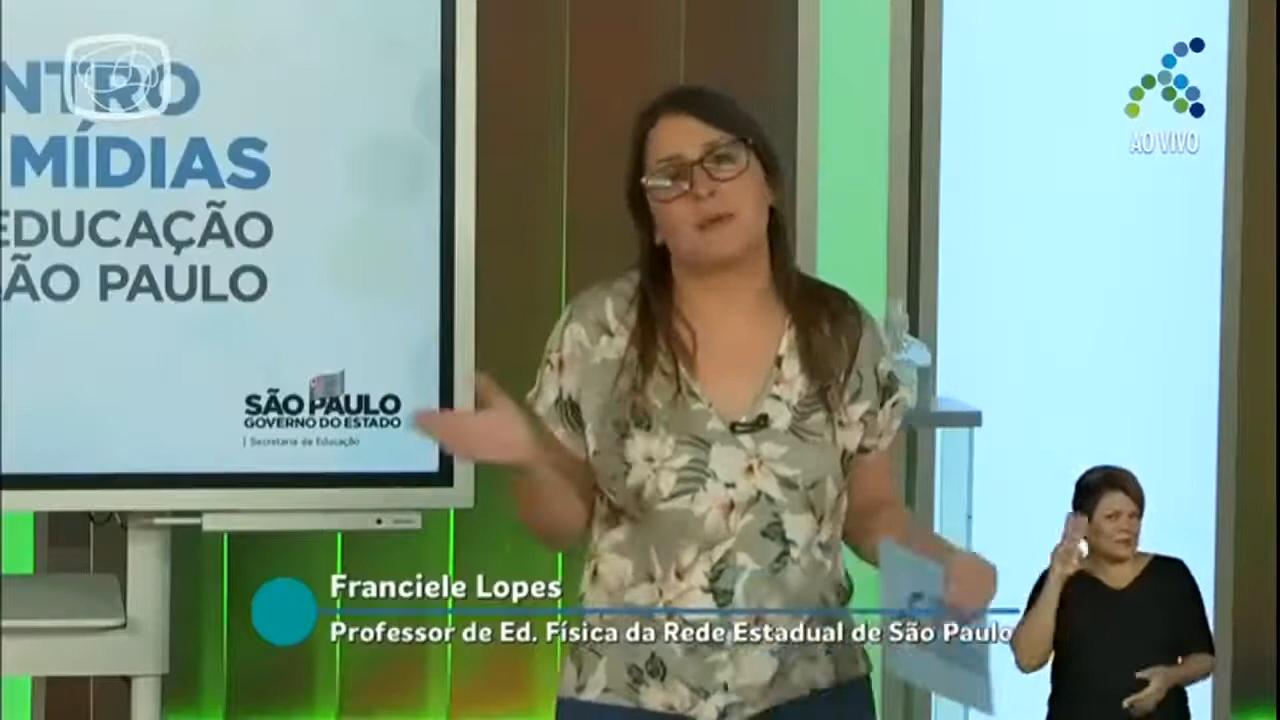 NTRO
MÍDIAS
EDUCAÇÃO
ÃO PAULO
SÃO PAULO
GOVERNO DO ESTADO
Secretaria da Educação
AO VIVO
Franciele Lopes
Professor de Ed. Física da Rede Estadual de São Paulo